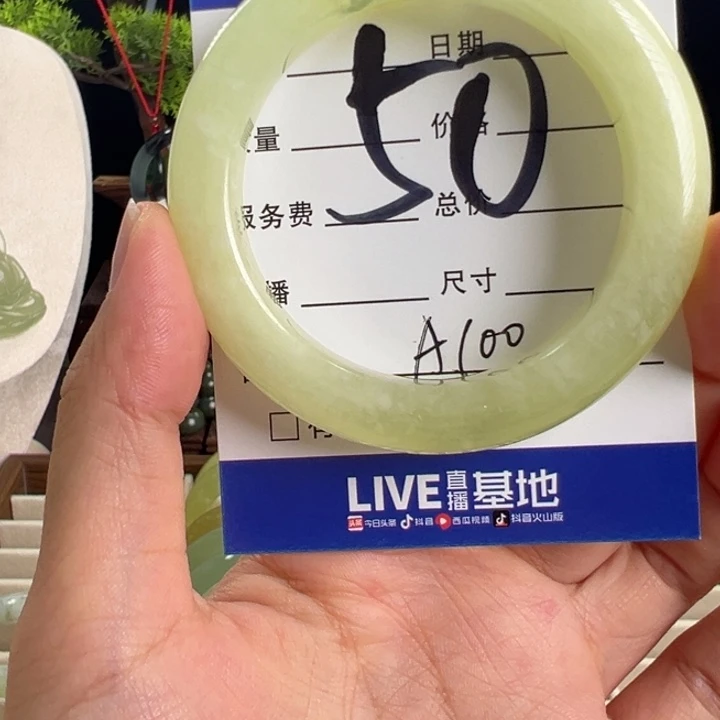 日期
50
量 价格
服务费 总价
播 尺寸
A100
LIVE直播基地
头条 今日头条 抖音 西瓜视频 抖音火山版